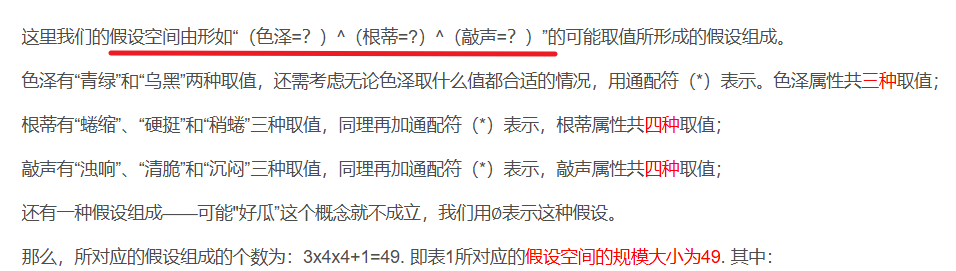 这里我们的假设空间由形如“（色泽=？）^（根蒂=?）^（敲声=？）”的可能取值所形成的假设组成。
色泽有“青绿”和“乌黑”两种取值，还需考虑无论色泽取什么值都合适的情况，用通配符（*）表示。色泽属性共三种取值；
根蒂有“蜷缩”、“硬挺”和“稍蜷”三种取值，同理再加通配符（*）表示，根蒂属性共四种取值；
敲声有“浊响”、“清脆”和“沉闷”三种取值，同理再加通配符（*）表示，敲声属性共四种取值；
还有一种假设组成——可能"好瓜”这个概念就不成立，我们用∅表示这种假设。
那么，所对应的假设组成的个数为：3x4x4+1=49. 即表1所对应的假设空间的规模大小为49. 其中：